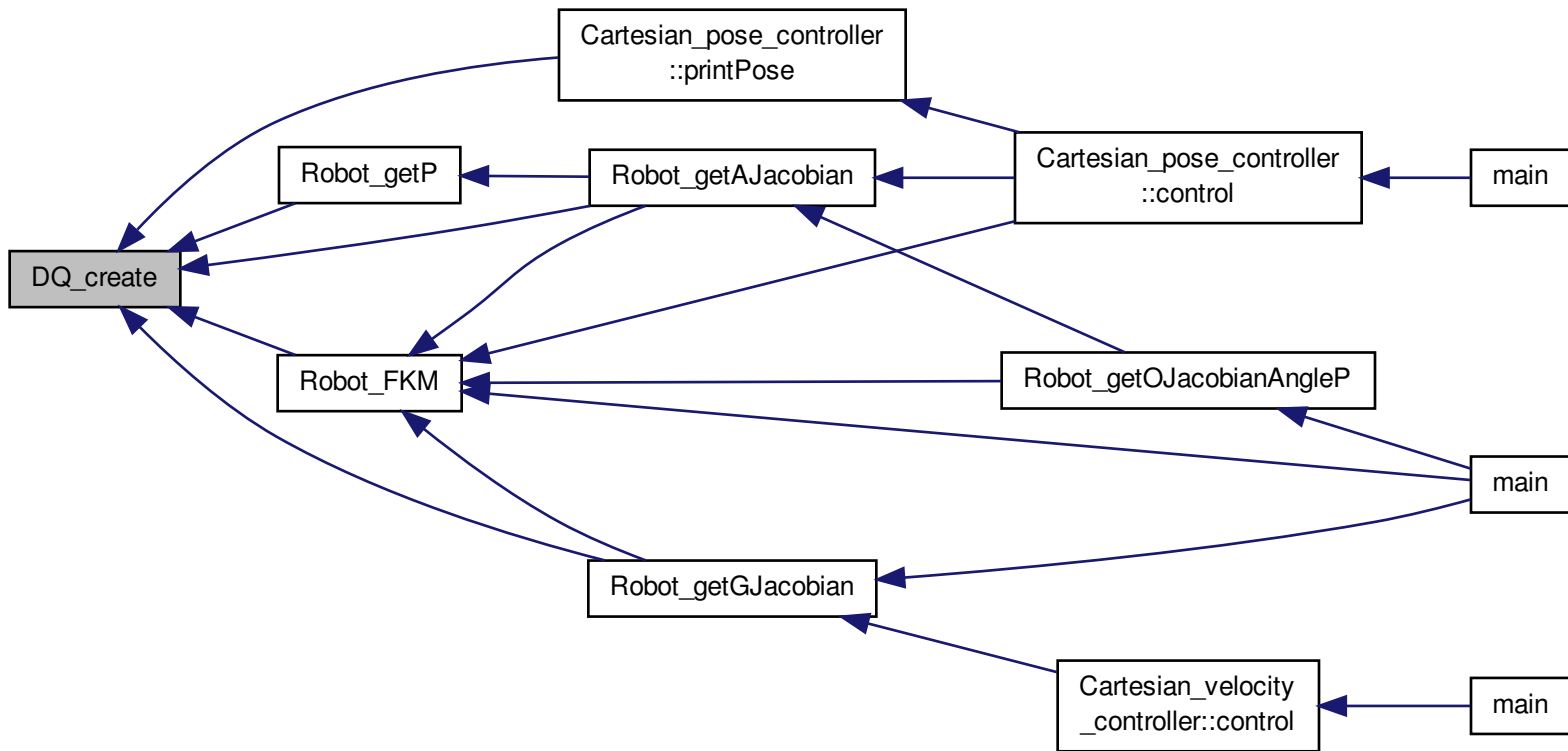 Cartesian_pose_controller
::printPose
Robot_getP
Robot_getAJacobian
Cartesian_pose_controller
::control
main
DQ_create
Robot_FKM
Robot_getOJacobianAngleP
main
Robot_getGJacobian
Cartesian_velocity
_controller::control
main